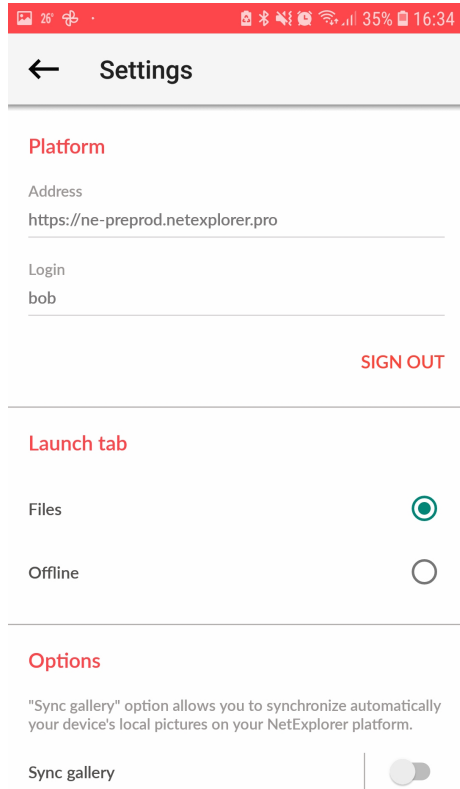 26° 35% 16:34
Settings
Platform
Address
https://ne-preprod.netexplorer.pro
Login
bob
SIGN OUT
Launch tab
Files
Offline
Options
"Sync gallery" option allows you to synchronize automatically
your device's local pictures on your NetExplorer platform.
Sync gallery